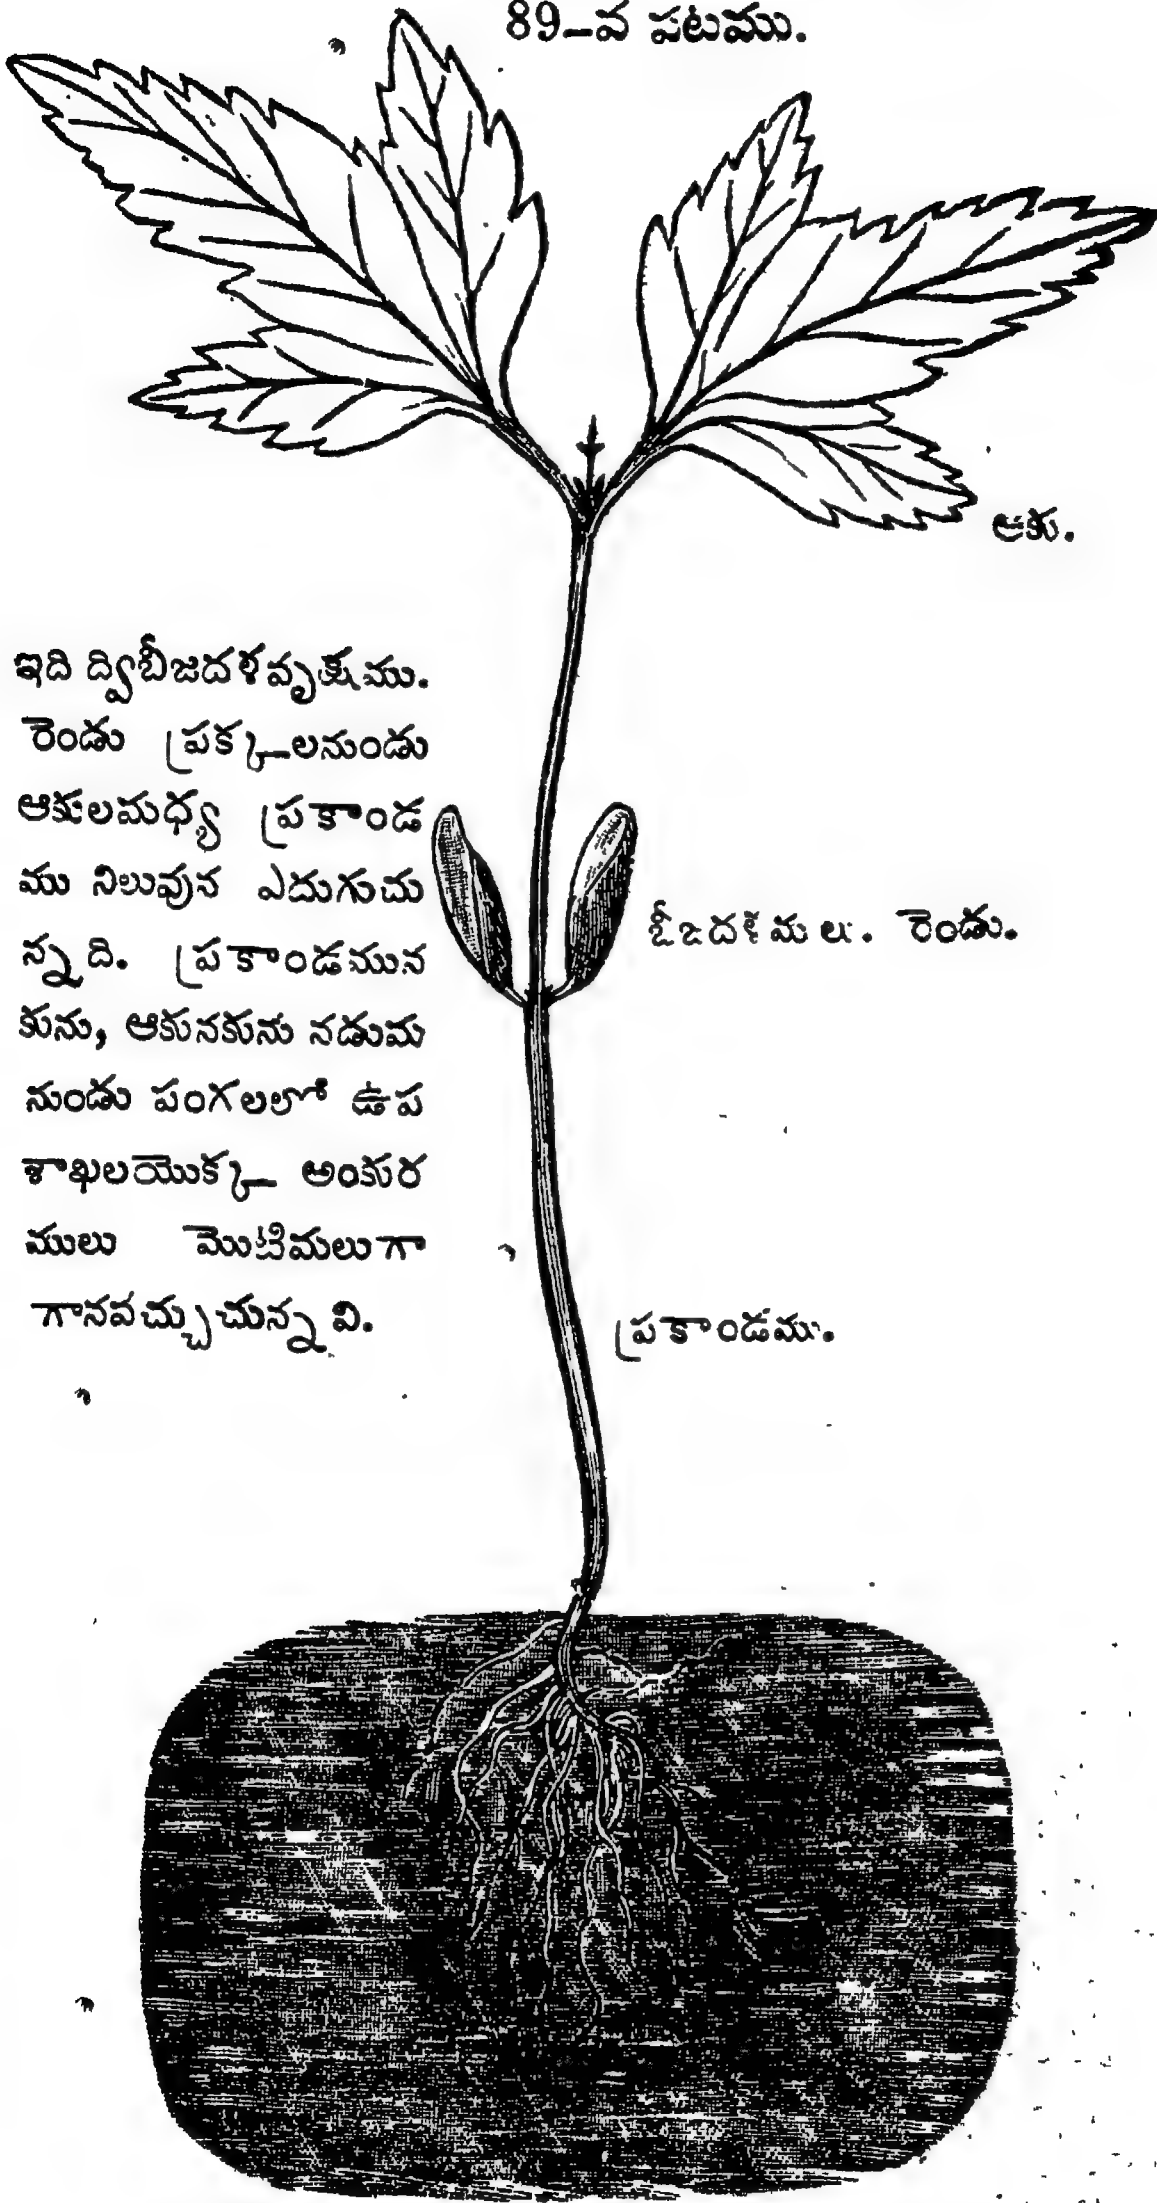 89–వ పటము.
ఆకు.
ఇది ద్విబీజదళవృక్షము.
రెండు ప్రక్కలనుండు
ఆకులమధ్య ప్రకాండ
ము నిలువున ఎదుగుచు
న్నది. ప్రకాండమున
కును, ఆకునకును నడుమ
నుండు పంగలలో ఉప
శాఖలయొక్క అంకుర
ములు మొటిమలుగా
గానవచ్చుచున్నవి.
బీజదళములు. రెండు.
ప్రకాండము.